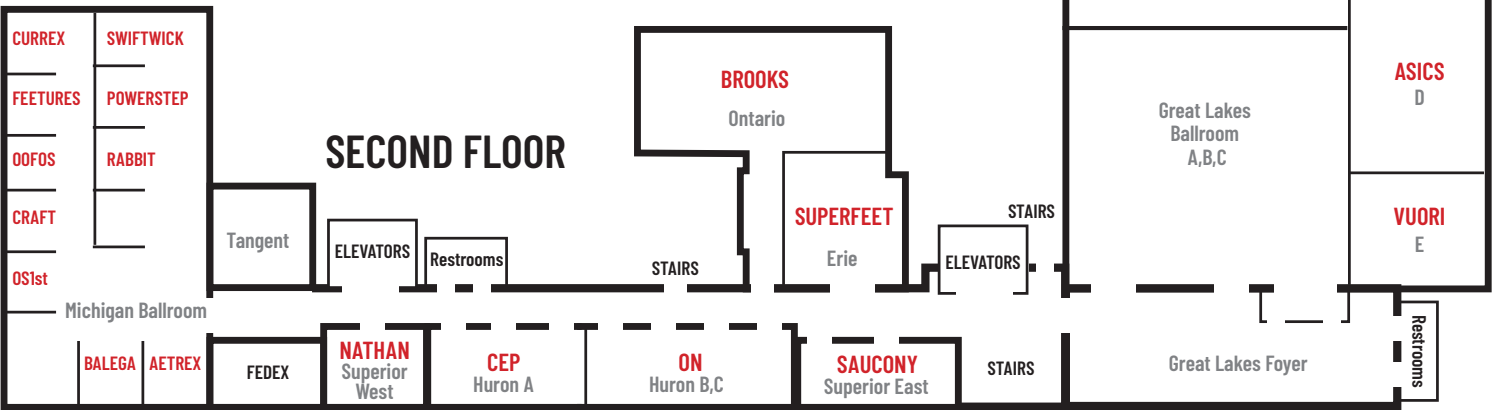 CURREX
SWIFTWICK
FEETURES
POWERSTEP
OOFOS
RABBIT
CRAFT
OS1st
Michigan Ballroom
BALEGA
AETREX
SECOND FLOOR
Tangent
ELEVATORS
Restrooms
STAIRS
FEDEX
NATHAN
Superior
West
CEP
Huron A
ON
Huron B,C
BROOKS
Ontario
SUPERFEET
Erie
SAUCONY
Superior East
ELEVATORS
STAIRS
STAIRS
Great Lakes
Ballroom
A,B,C
ASICS
D
VUORI
E
Great Lakes Foyer
Restrooms